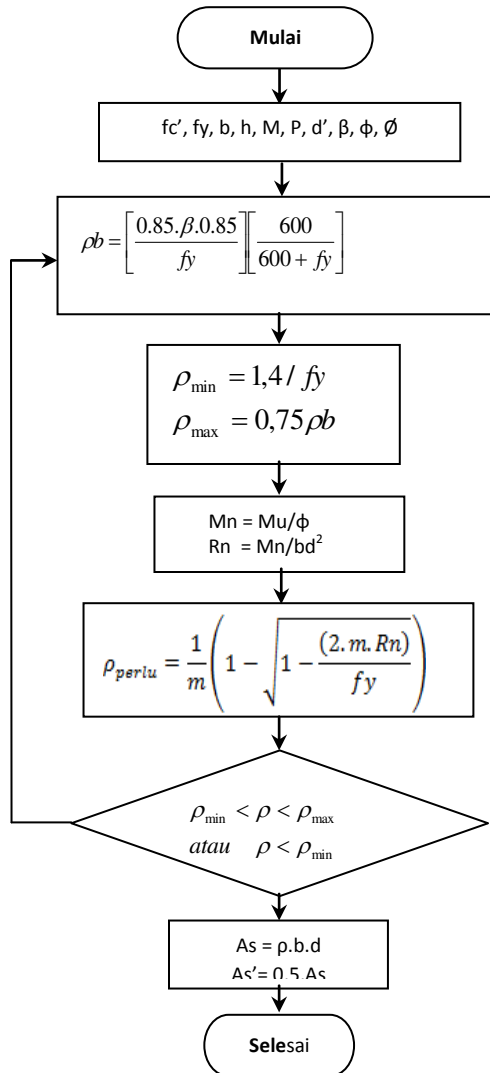 Mulai
fc’, fy, b, h, M, P, d’, β, ϕ, Ø
ρb = [0.85.β.0.85 / fy] [600 / 600 + fy]
ρmin = 1,4 / fy
ρmax = 0,75ρb
Mn = Mu/ϕ
Rn = Mn/bd²
ρperlu = 1/m (1 − √(1 − (2.m.Rn)/fy))
ρmin < ρ < ρmax
atau ρ < ρmin
As = ρ.b.d
As’= 0.5.As
Selesai